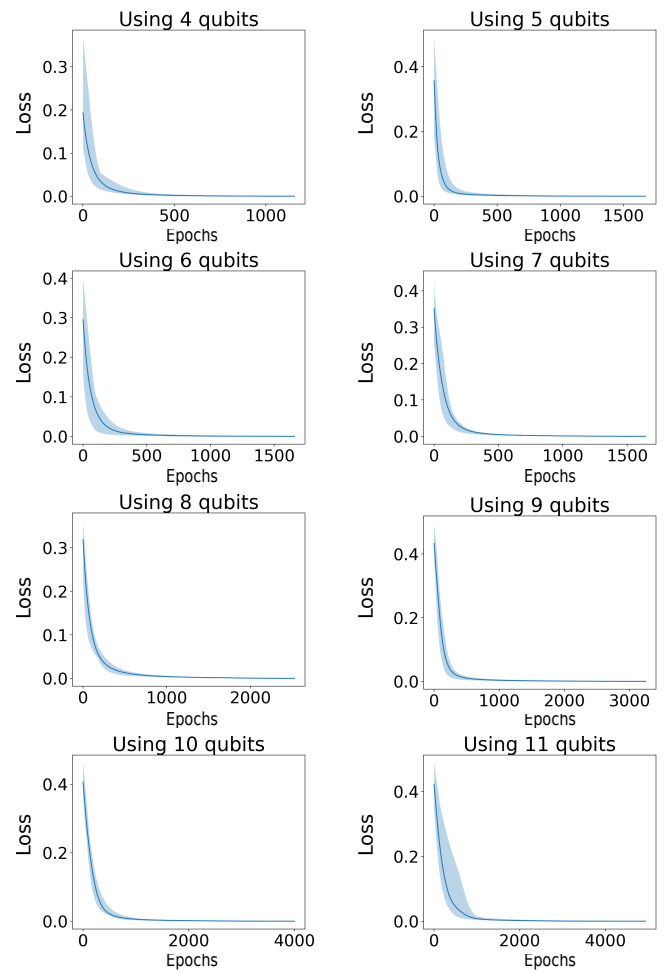 Using 4 qubits
Loss
0.3
0.2
0.1
0.0
0
500
1000
Epochs
Using 5 qubits
Loss
0.4
0.2
0.0
0
500
1000
1500
Epochs
Using 6 qubits
Loss
0.4
0.3
0.2
0.1
0.0
0
500
1000
1500
Epochs
Using 7 qubits
Loss
0.4
0.3
0.2
0.1
0.0
0
500
1000
1500
Epochs
Using 8 qubits
Loss
0.3
0.2
0.1
0.0
0
1000
2000
Epochs
Using 9 qubits
Loss
0.4
0.2
0.0
0
1000
2000
3000
Epochs
Using 10 qubits
Loss
0.4
0.2
0.0
0
2000
4000
Epochs
Using 11 qubits
Loss
0.4
0.2
0.0
0
2000
4000
Epochs